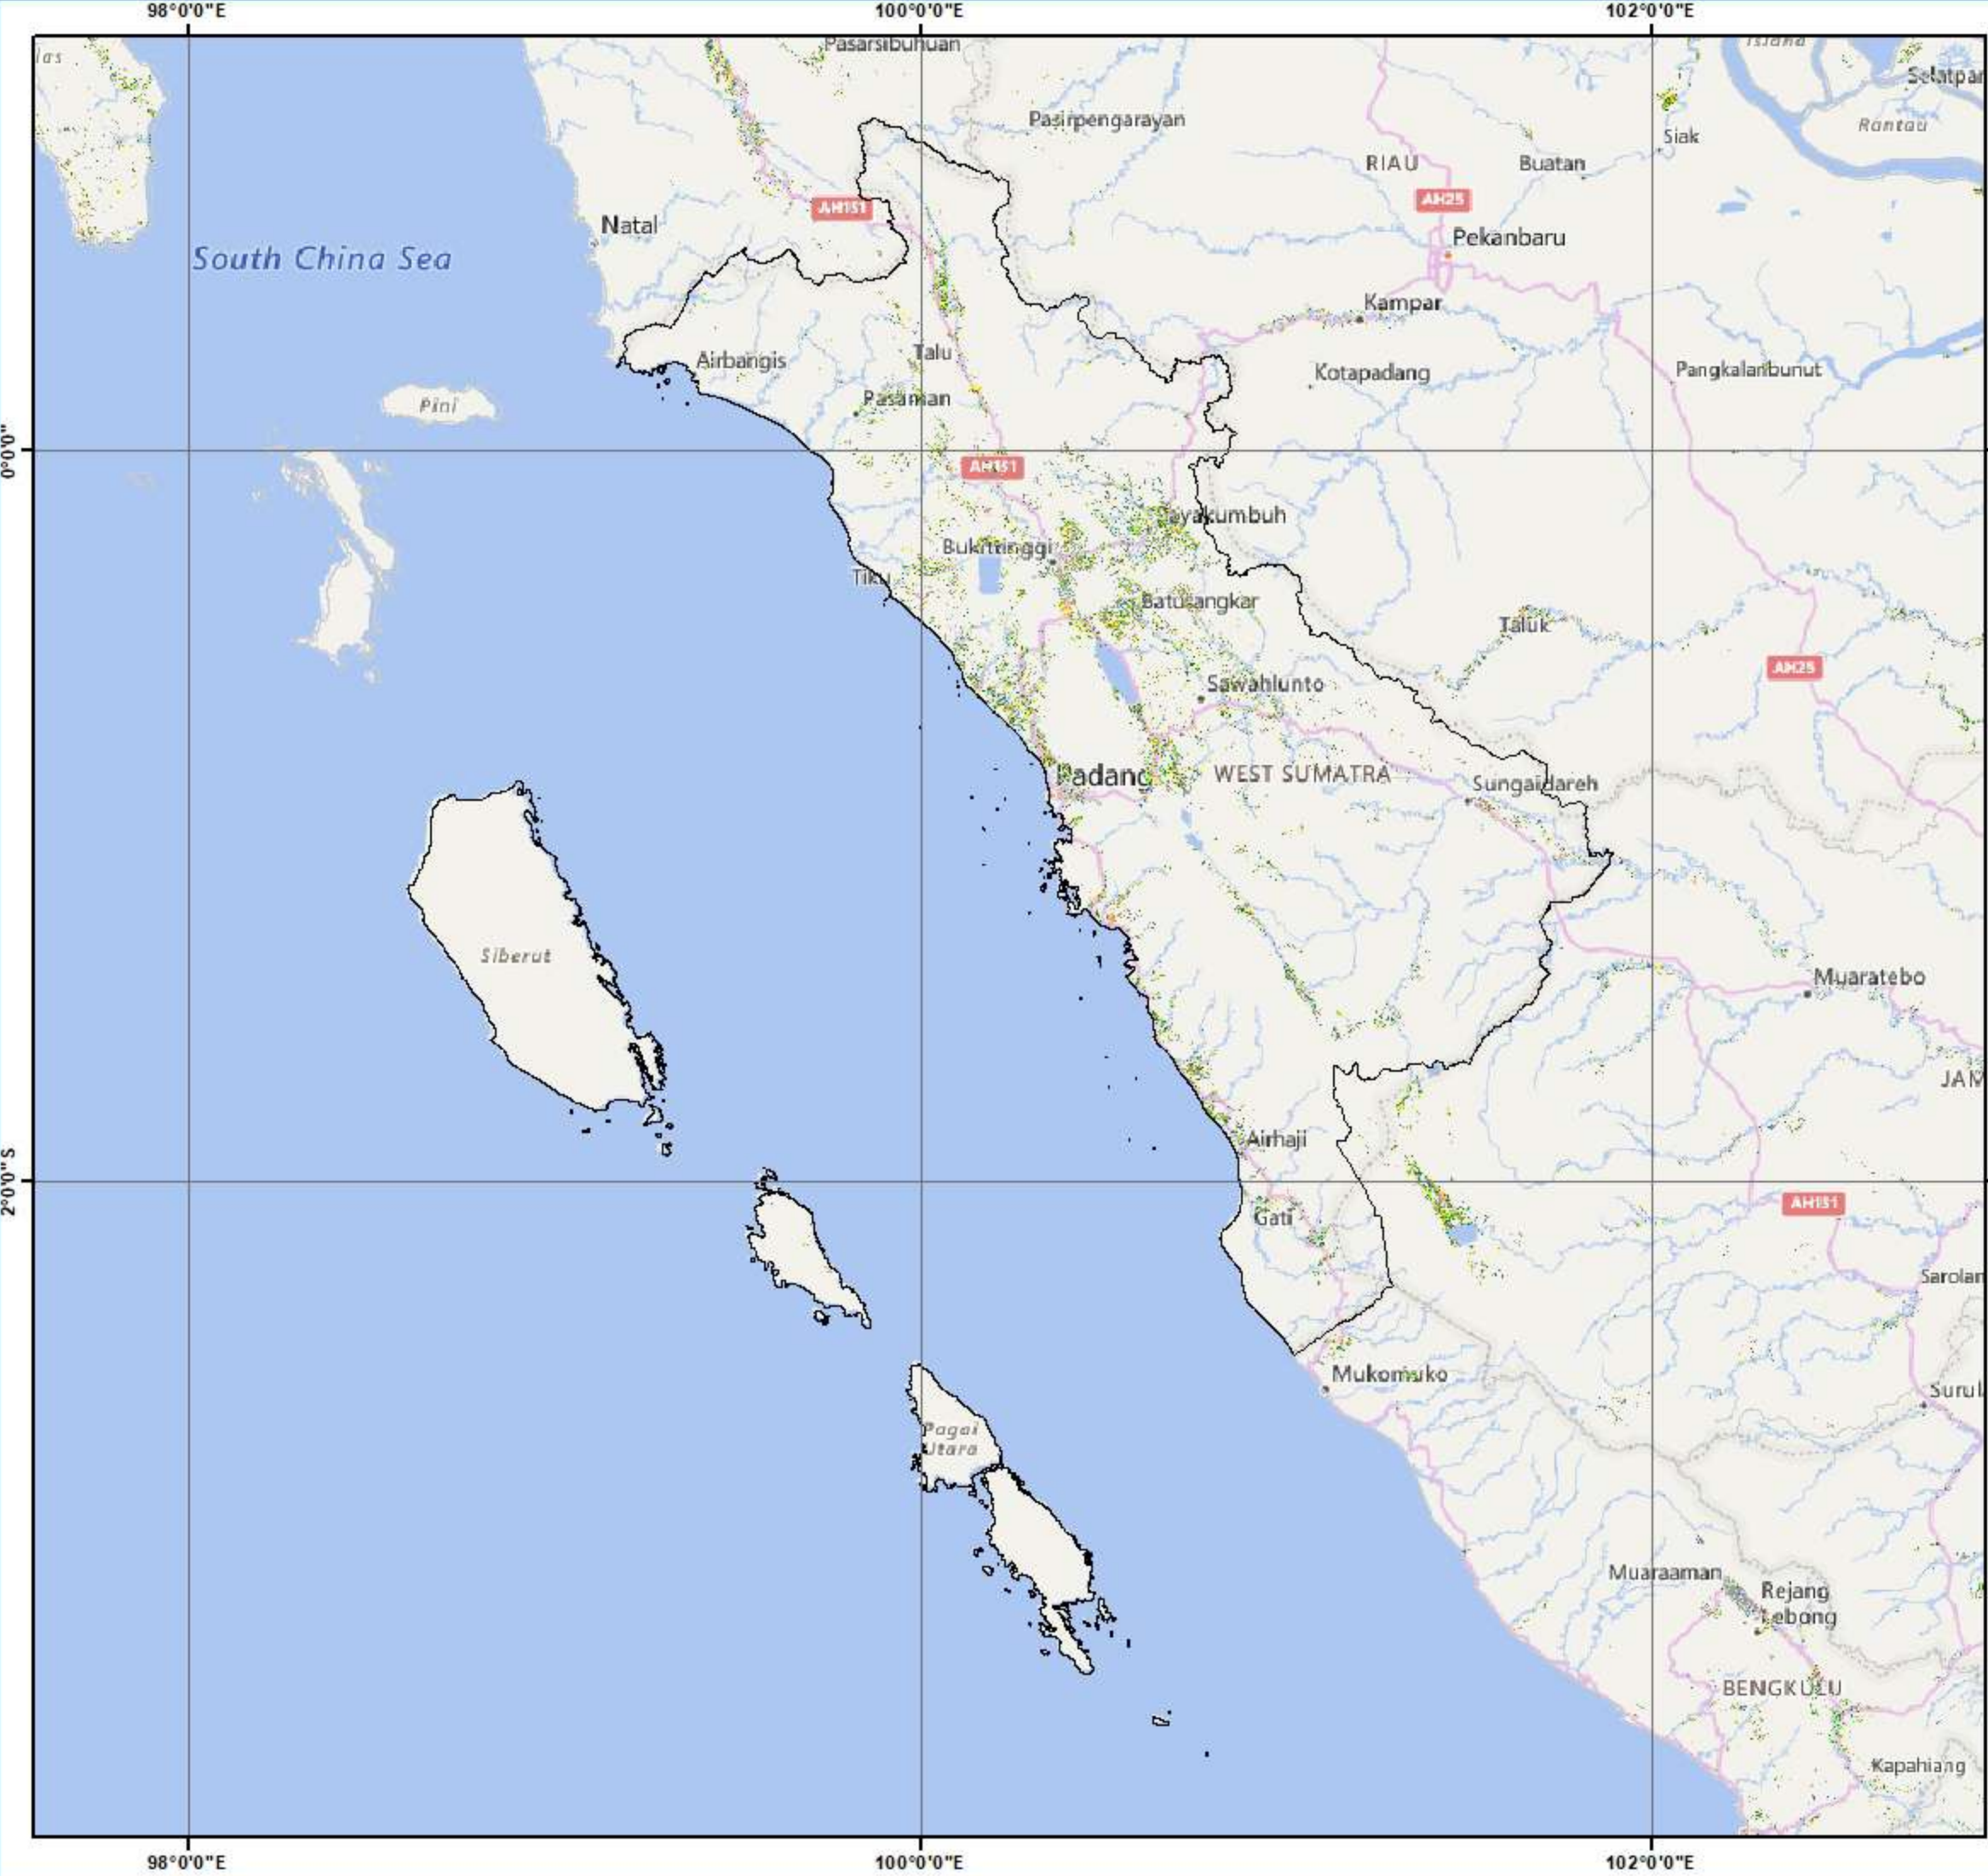 98°0'0"E
100°0'0"E
102°0'0"E
las
Pasarsibuhuan
Island
Pasirpengarayan
Rantau
Siak
RIAU
Buatan
AH151
AH25
Natal
Pekanbaru
South China Sea
Kampar
Talu
Airbangis
Kotapadang
Pangkalanbunut
Pini
Pasaman
0°0'0"
AH151
ayakumbuh
Bukittinggi
Tiku
Batusangkar
Taluk
AH25
Sawahlunto
Padang
WEST SUMATRA
Sungaidareh
Siberut
Muaratebo
JAM
Airhaji
2°0'0"S
AH151
Gati
Sarolan
Mukomuko
Surul
Pagai
Utara
Muaraaman
Rejang
Lebong
BENGKULU
Kapahiang
98°0'0"E
100°0'0"E
102°0'0"E